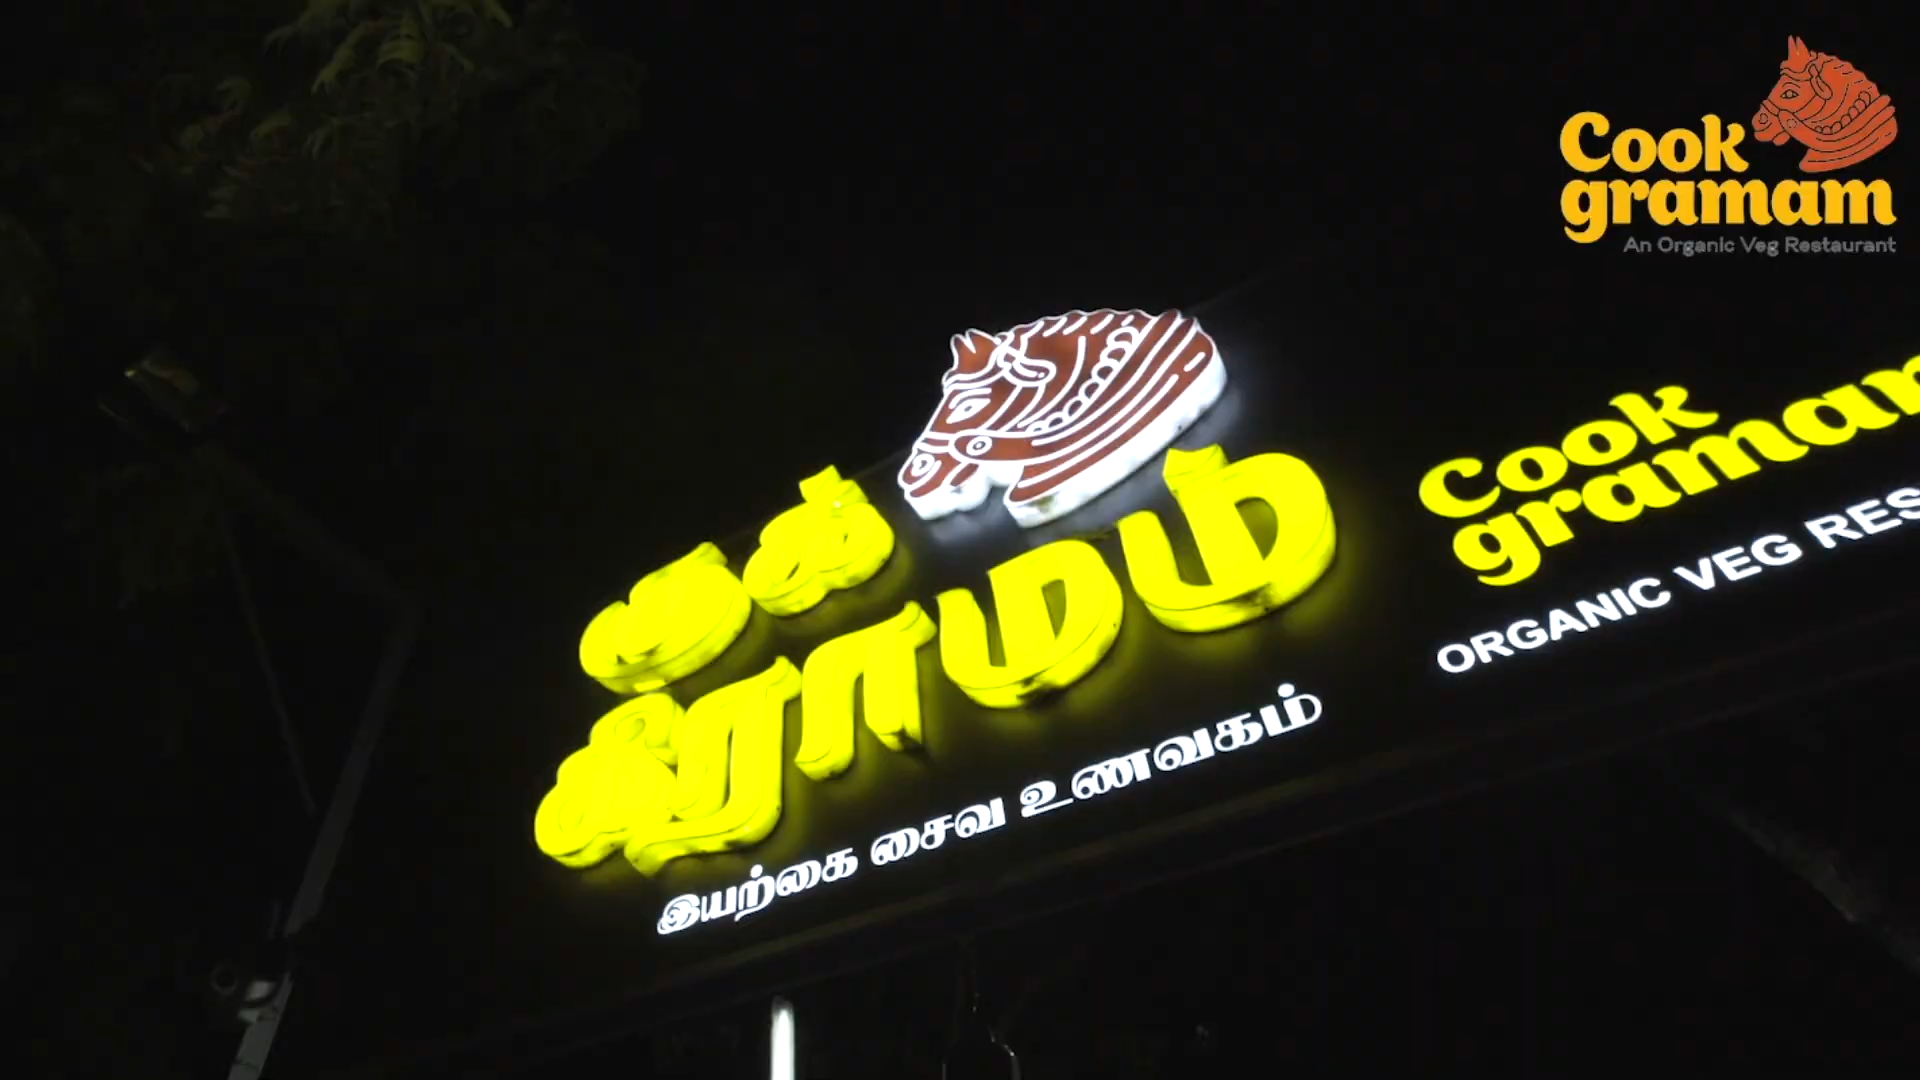 Cook
gramam
An Organic Veg Restaurant
குக்
கிராமம்
இயற்கை சைவ உணவகம்
Cook
gramam
ORGANIC VEG RES